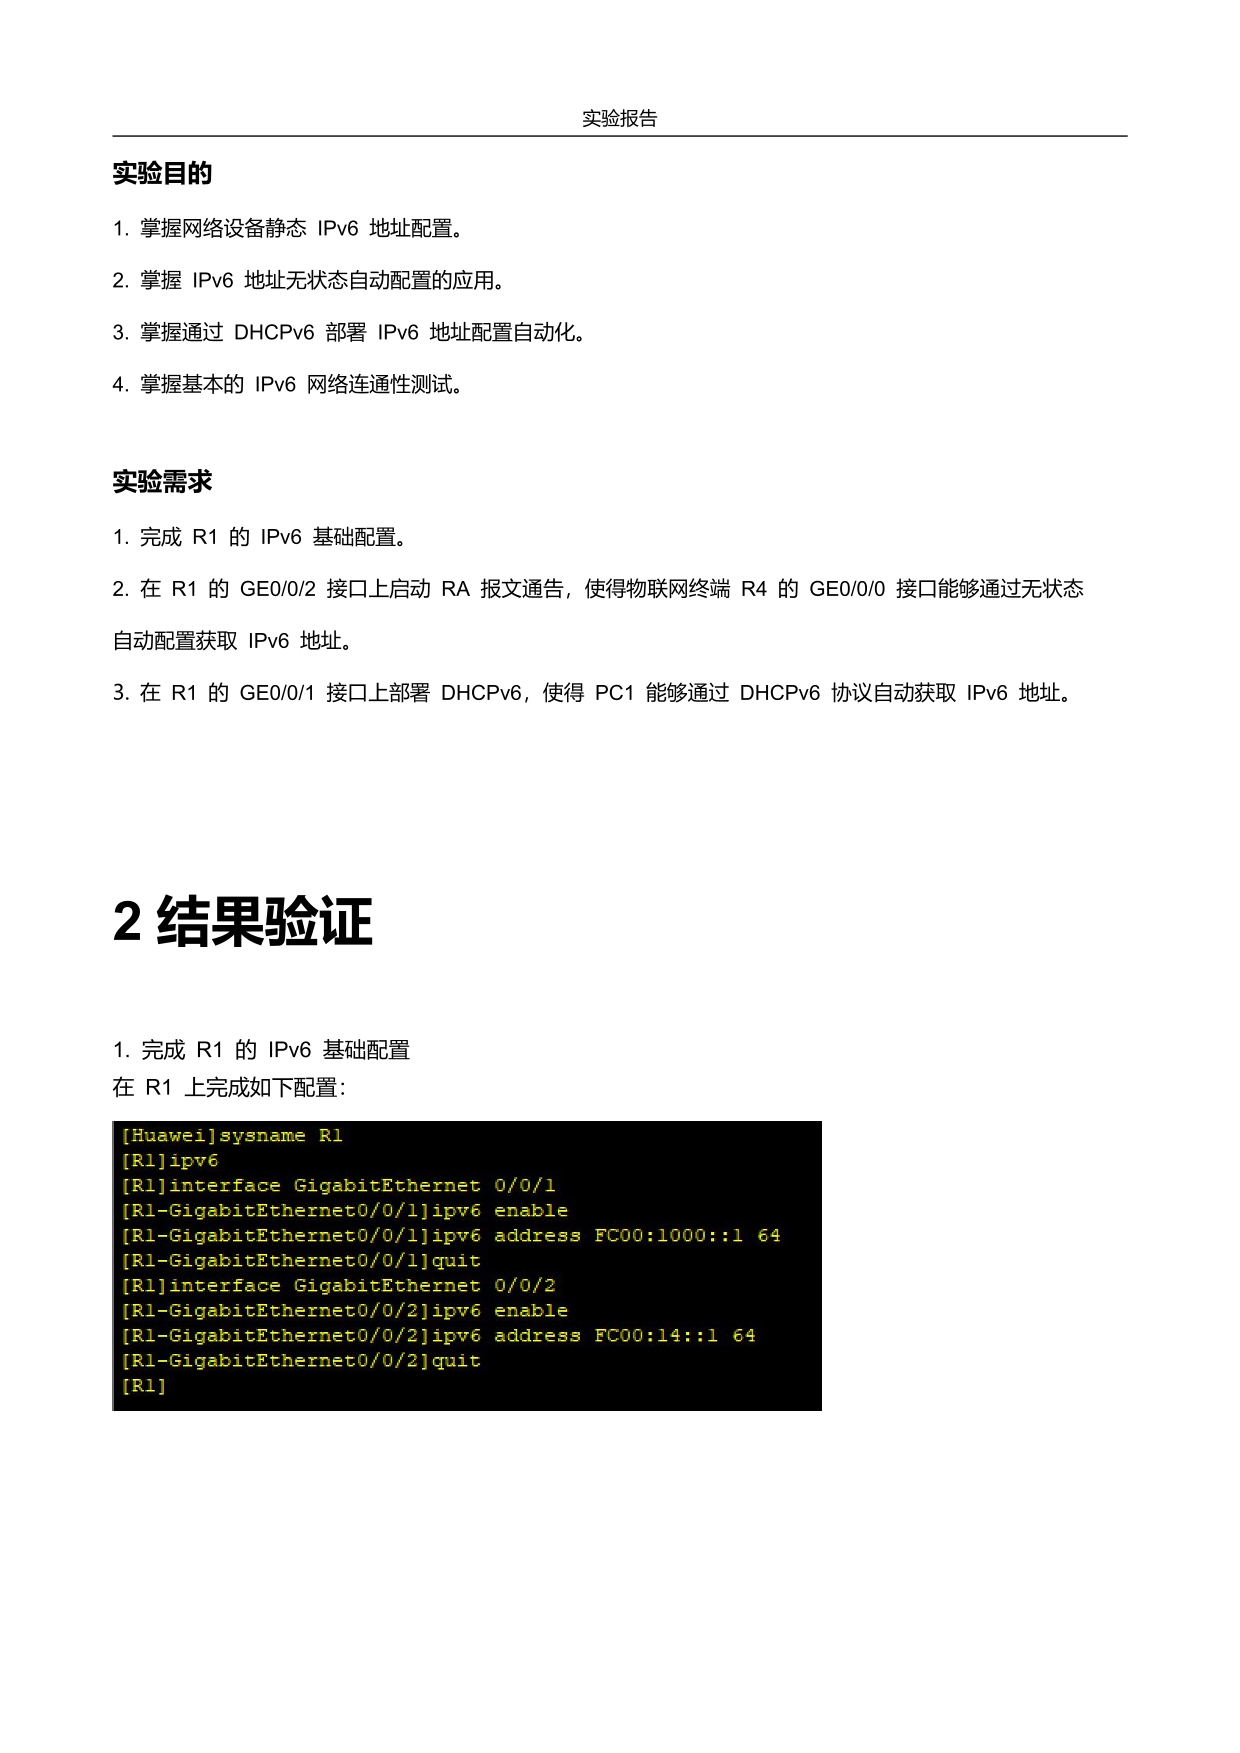 实验报告
实验目的
1. 掌握网络设备静态 IPv6 地址配置。
2. 掌握 IPv6 地址无状态自动配置的应用。
3. 掌握通过 DHCPv6 部署 IPv6 地址配置自动化。
4. 掌握基本的 IPv6 网络连通性测试。
实验需求
1. 完成 R1 的 IPv6 基础配置。
2. 在 R1 的 GE0/0/2 接口上启动 RA 报文通告，使得物联网终端 R4 的 GE0/0/0 接口能够通过无状态
自动配置获取 IPv6 地址。
3. 在 R1 的 GE0/0/1 接口上部署 DHCPv6，使得 PC1 能够通过 DHCPv6 协议自动获取 IPv6 地址。
2 结果验证
1. 完成 R1 的 IPv6 基础配置
在 R1 上完成如下配置：
[Huawei]sysname R1
[R1]ipv6
[R1]interface GigabitEthernet 0/0/1
[R1-GigabitEthernet0/0/1]ipv6 enable
[R1-GigabitEthernet0/0/1]ipv6 address FC00:1000::1 64
[R1-GigabitEthernet0/0/1]quit
[R1]interface GigabitEthernet 0/0/2
[R1-GigabitEthernet0/0/2]ipv6 enable
[R1-GigabitEthernet0/0/2]ipv6 address FC00:14::1 64
[R1-GigabitEthernet0/0/2]quit
[R1]